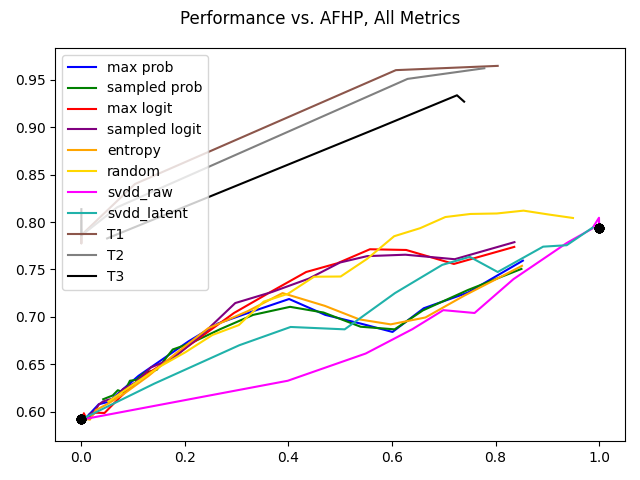 Performance vs. AFHP, All Metrics
max prob
sampled prob
max logit
sampled logit
entropy
random
svdd_raw
svdd_latent
T1
T2
T3
0.95
0.90
0.85
0.80
0.75
0.70
0.65
0.60
0.0 0.2 0.4 0.6 0.8 1.0